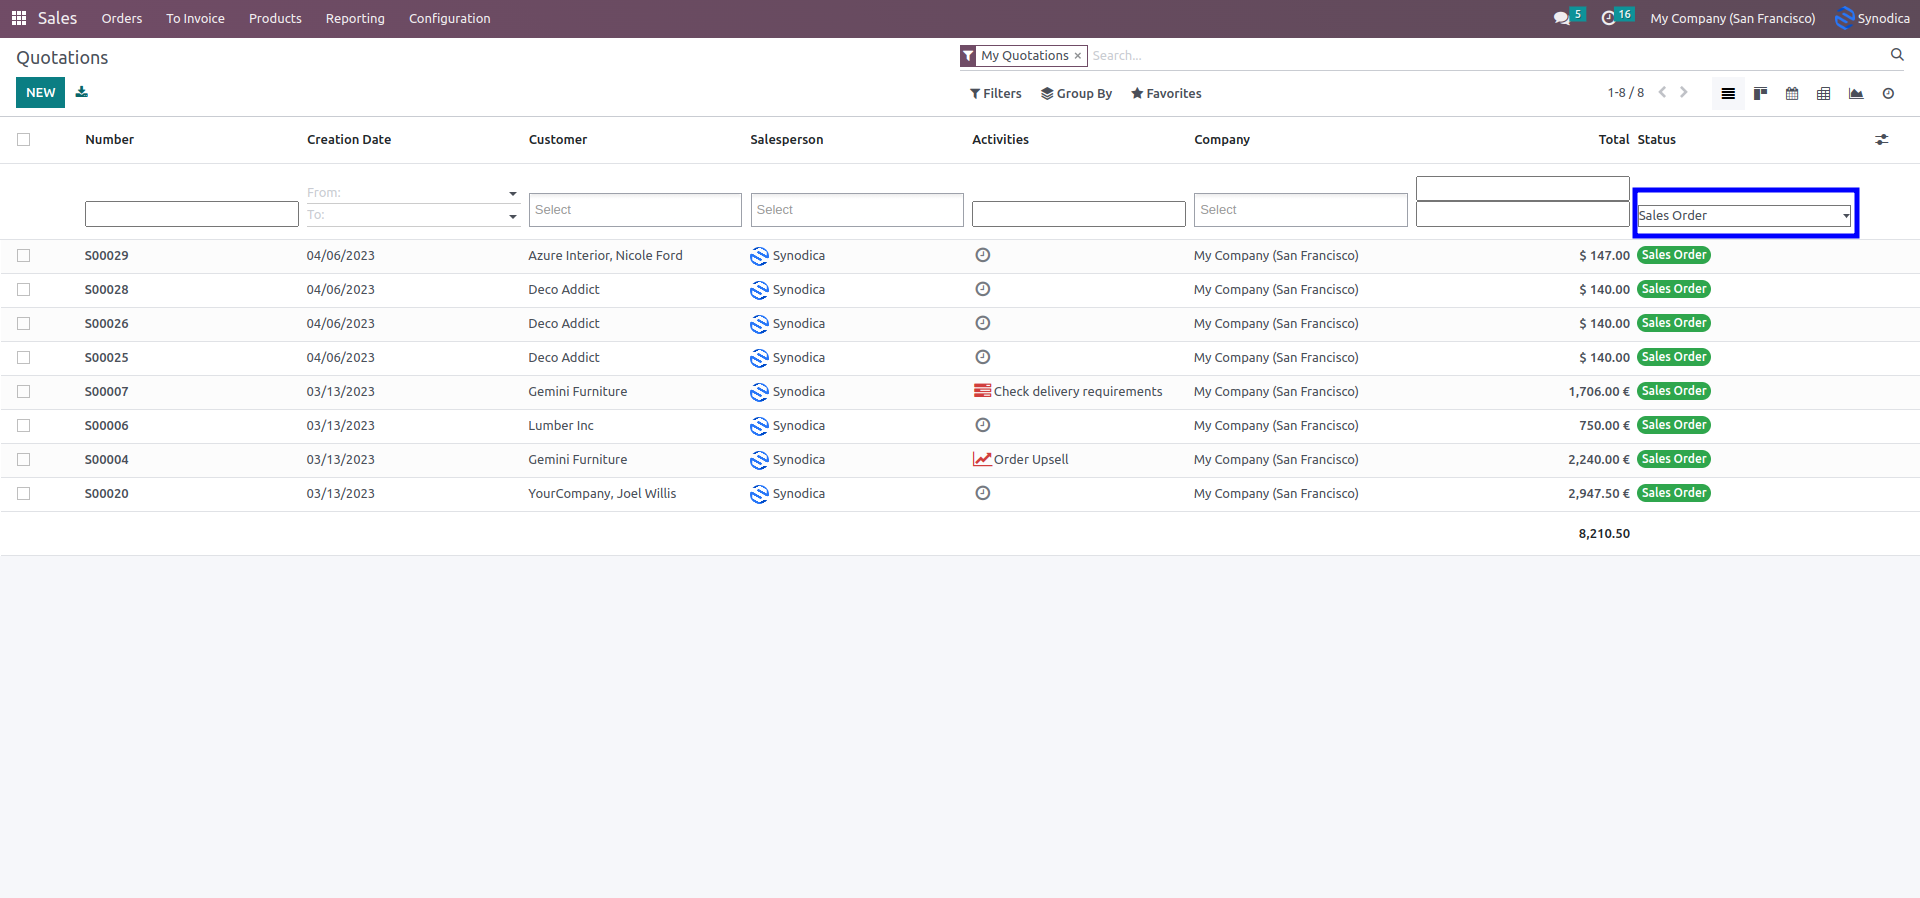 Sales Orders To Invoice Products Reporting Configuration 5 16 My Company (San Francisco) Synodica
Quotations My Quotations × Search...
NEW Filters Group By Favorites 1-8 / 8
Number Creation Date Customer Salesperson Activities Company Total Status
From:
To: Select Select Select Sales Order
S00029 04/06/2023 Azure Interior, Nicole Ford Synodica My Company (San Francisco) $ 147.00 Sales Order
S00028 04/06/2023 Deco Addict Synodica My Company (San Francisco) $ 140.00 Sales Order
S00026 04/06/2023 Deco Addict Synodica My Company (San Francisco) $ 140.00 Sales Order
S00025 04/06/2023 Deco Addict Synodica My Company (San Francisco) $ 140.00 Sales Order
S00007 03/13/2023 Gemini Furniture Synodica Check delivery requirements My Company (San Francisco) 1,706.00 € Sales Order
S00006 03/13/2023 Lumber Inc Synodica My Company (San Francisco) 750.00 € Sales Order
S00004 03/13/2023 Gemini Furniture Synodica Order Upsell My Company (San Francisco) 2,240.00 € Sales Order
S00020 03/13/2023 YourCompany, Joel Willis Synodica My Company (San Francisco) 2,947.50 € Sales Order
8,210.50